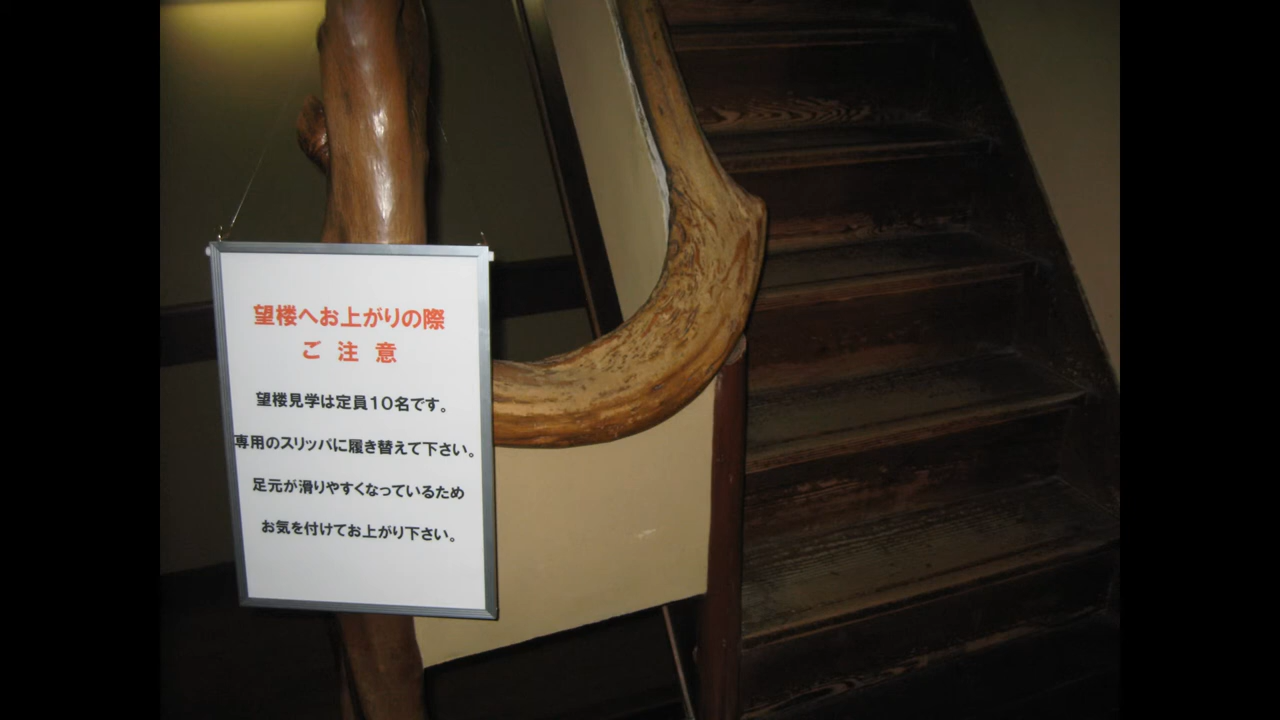 望楼へお上がりの際
ご注意
望楼見学は定員10名です。
専用のスリッパに履き替えて下さい。
足元が滑りやすくなっているため
お気を付けてお上がり下さい。